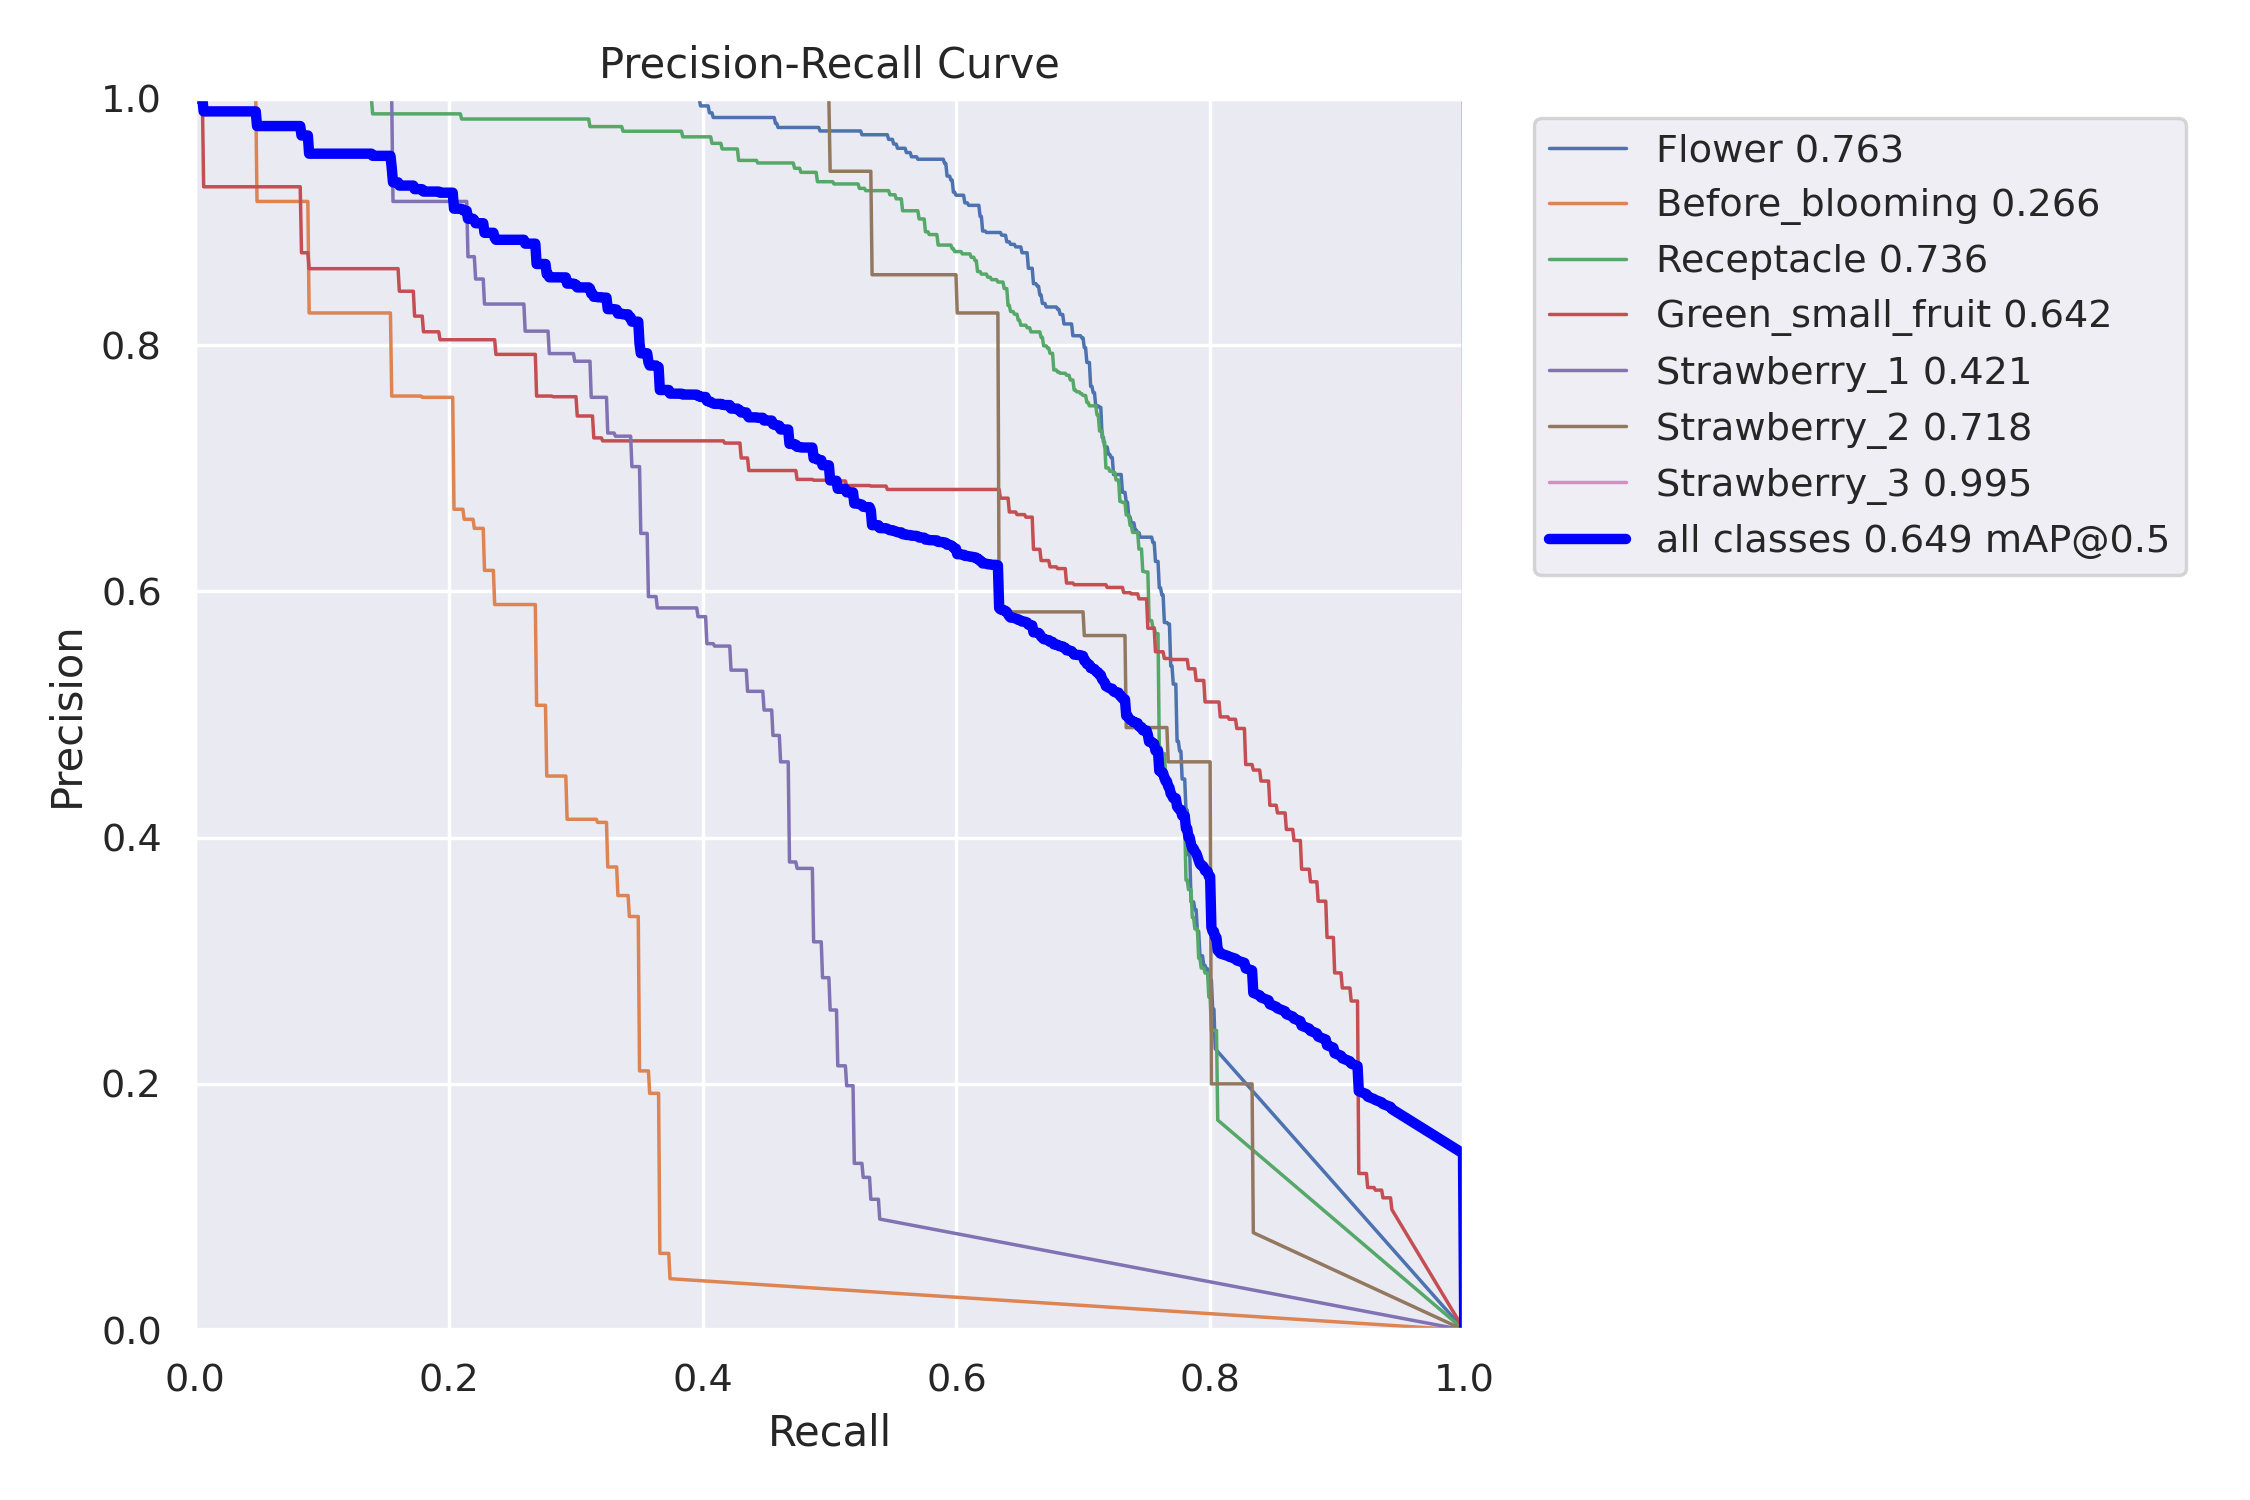 Precision-Recall Curve
1.0
0.8
0.6
0.4
0.2
0.0
Precision
0.0 0.2 0.4 0.6 0.8 1.0
Recall
Flower 0.763
Before_blooming 0.266
Receptacle 0.736
Green_small_fruit 0.642
Strawberry_1 0.421
Strawberry_2 0.718
Strawberry_3 0.995
all classes 0.649 mAP@0.5